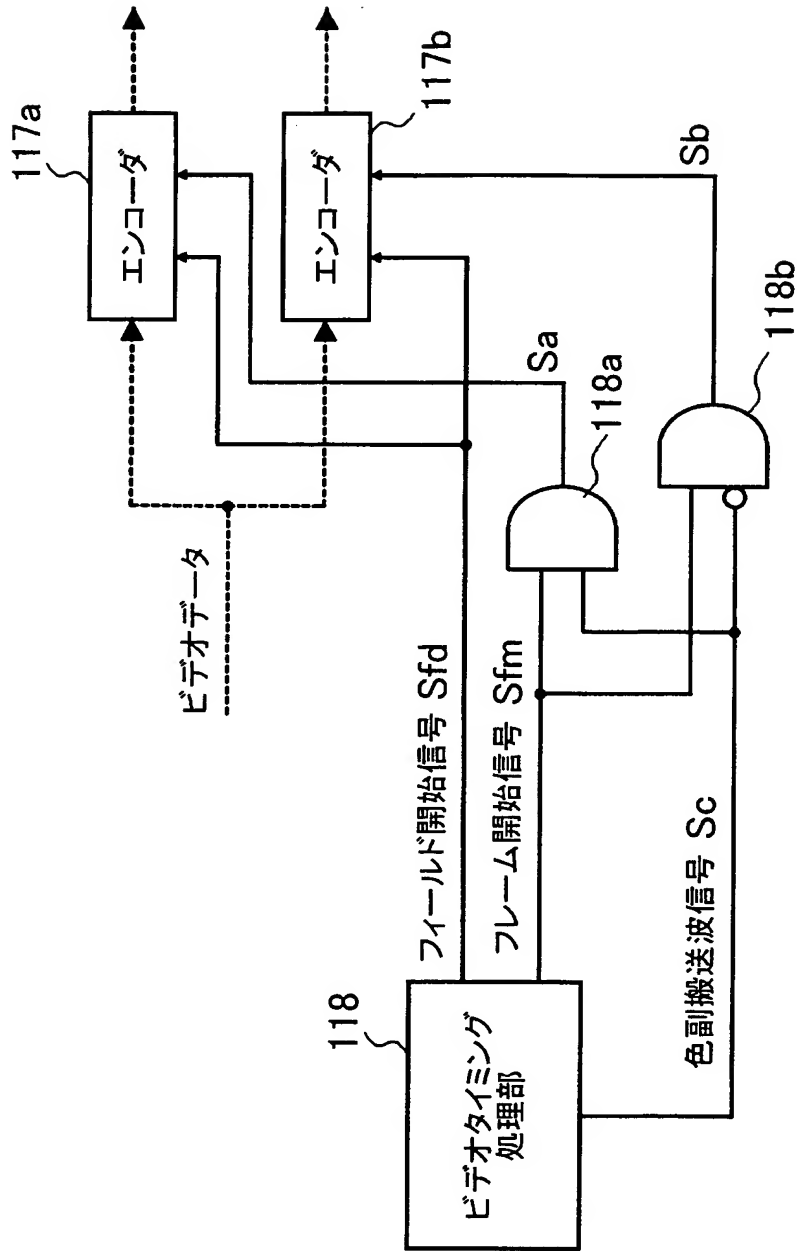 117a
エンコーダ
117b
エンコーダ
ビデオデータ
Sa
Sb
118a
118b
フィールド開始信号 Sfd
フレーム開始信号 Sfm
色副搬送波信号 Sc
118
ビデオタイミング
処理部